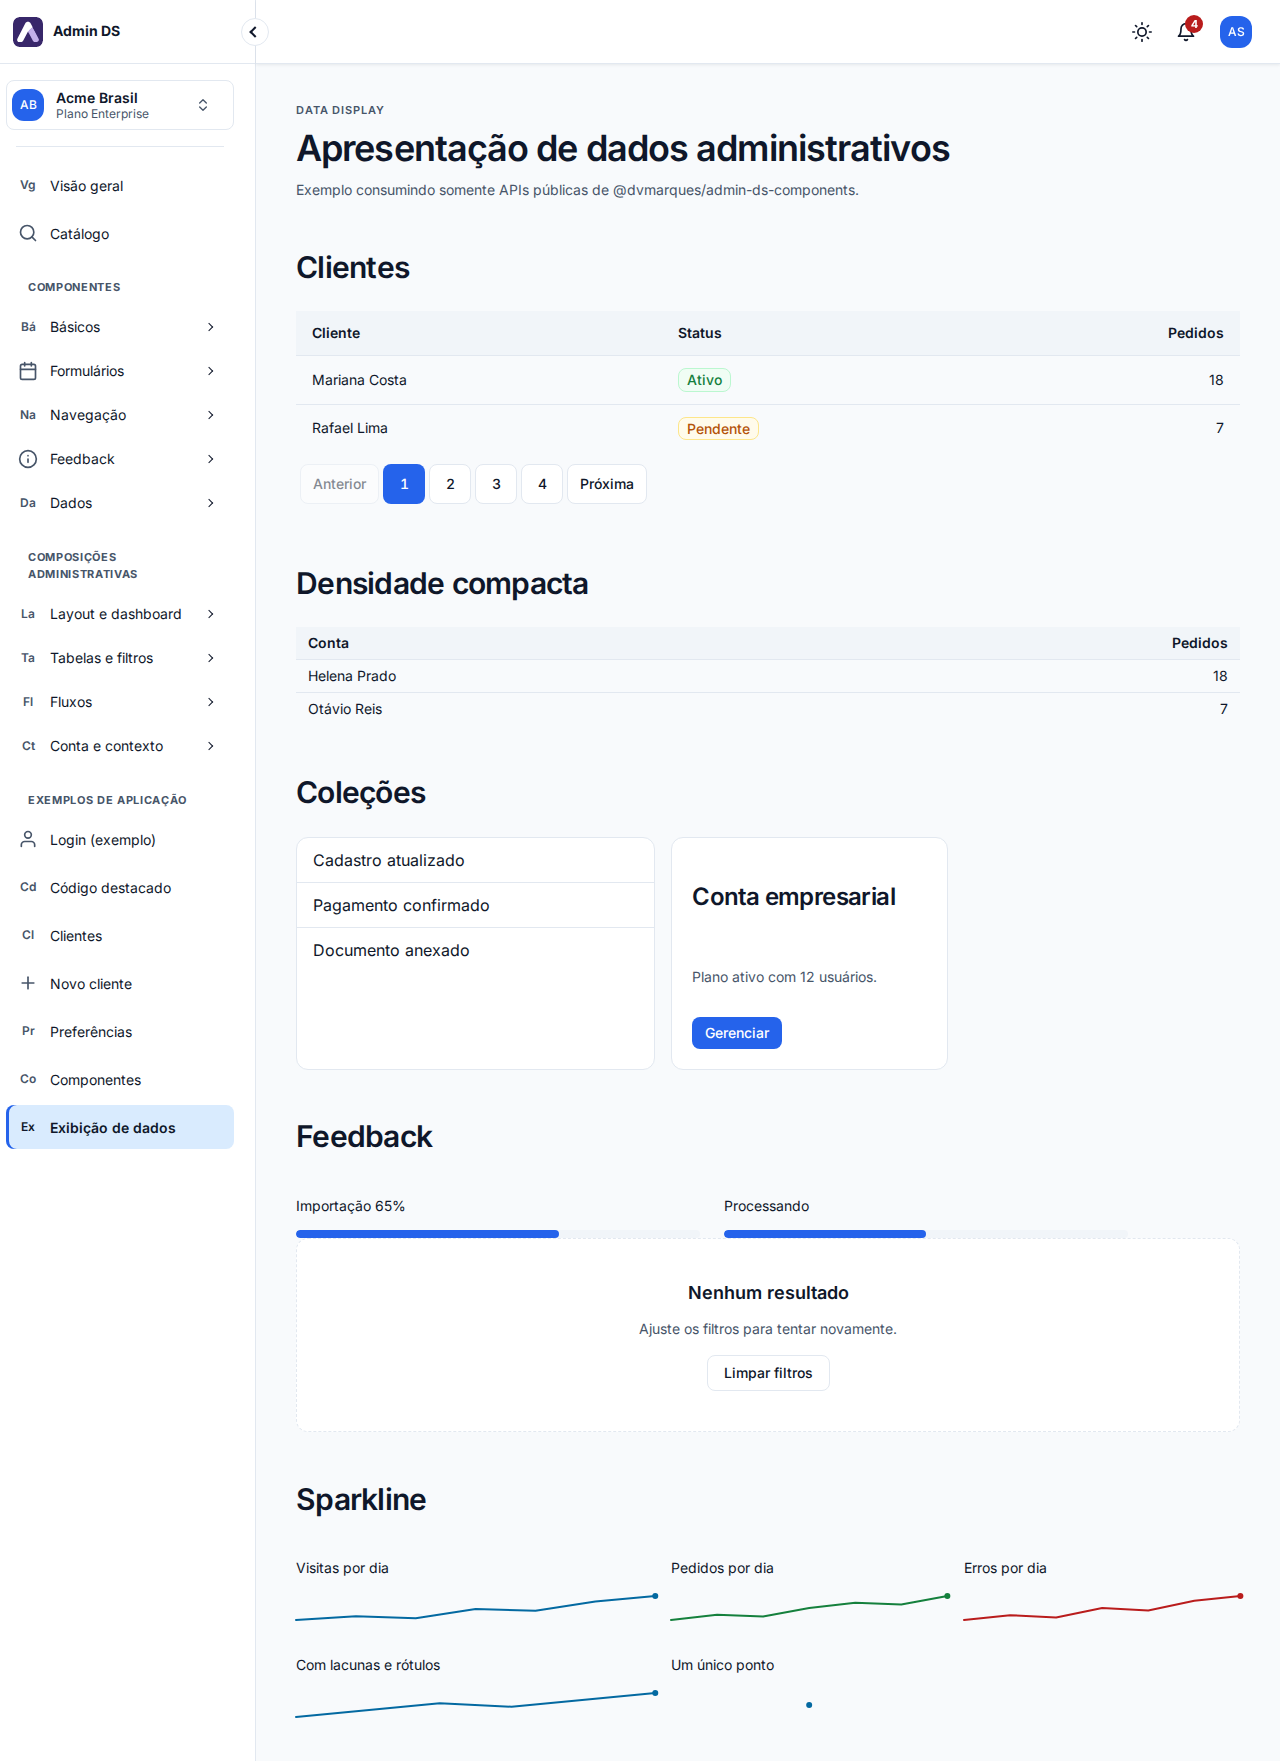 Admin DS
4
AS
AB
Acme Brasil
Plano Enterprise
Vg Visão geral
Catálogo
COMPONENTES
Bá Básicos
Formulários
Na Navegação
Feedback
Da Dados
COMPOSIÇÕES
ADMINISTRATIVAS
La Layout e dashboard
Ta Tabelas e filtros
Fl Fluxos
Ct Conta e contexto
EXEMPLOS DE APLICAÇÃO
Login (exemplo)
Cd Código destacado
Cl Clientes
Novo cliente
Pr Preferências
Co Componentes
Ex Exibição de dados
DATA DISPLAY
Apresentação de dados administrativos
Exemplo consumindo somente APIs públicas de @dvmarques/admin-ds-components.
Clientes
Cliente Status Pedidos
Mariana Costa Ativo 18
Rafael Lima Pendente 7
Anterior 1 2 3 4 Próxima
Densidade compacta
Conta Pedidos
Helena Prado 18
Otávio Reis 7
Coleções
Cadastro atualizado
Pagamento confirmado
Documento anexado
Conta empresarial
Plano ativo com 12 usuários.
Gerenciar
Feedback
Importação 65% Processando
Nenhum resultado
Ajuste os filtros para tentar novamente.
Limpar filtros
Sparkline
Visitas por dia Pedidos por dia Erros por dia
Com lacunas e rótulos Um único ponto